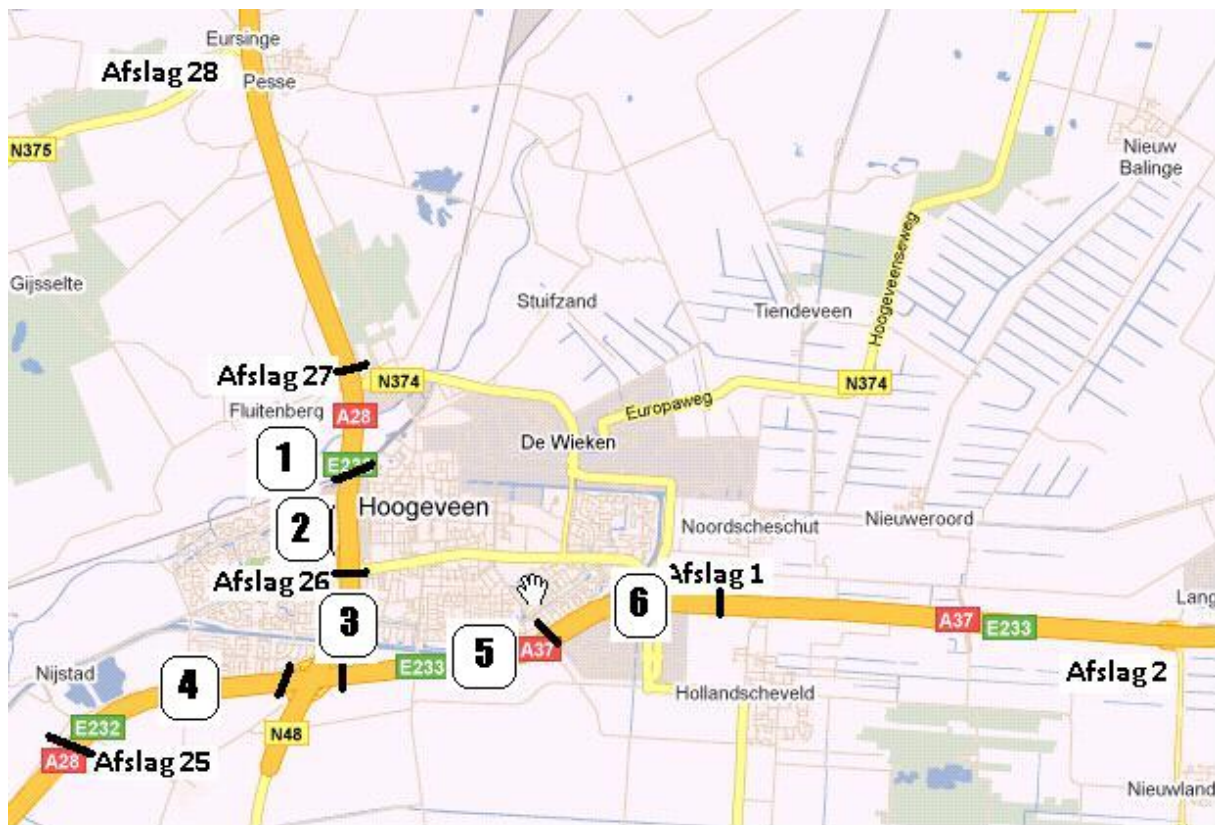 Eursinge
Afslag 28
Pesse
N375
Nieuw
Balinge
Gijsselte
Stuifzand
Tiendeveen
Hoogeveenseweg
Afslag 27
N374
N374
Fluitenberg
A28
Europaweg
De Wieken
1
Hoogeveen
2
Noordscheschut
Nieuweroord
Afslag 26
Afslag 1
6
3
A37
E233
5
A37
E233
Nijstad
4
Hollandscheveld
Afslag 2
E232
N48
A28
Afslag 25
Nieuwland